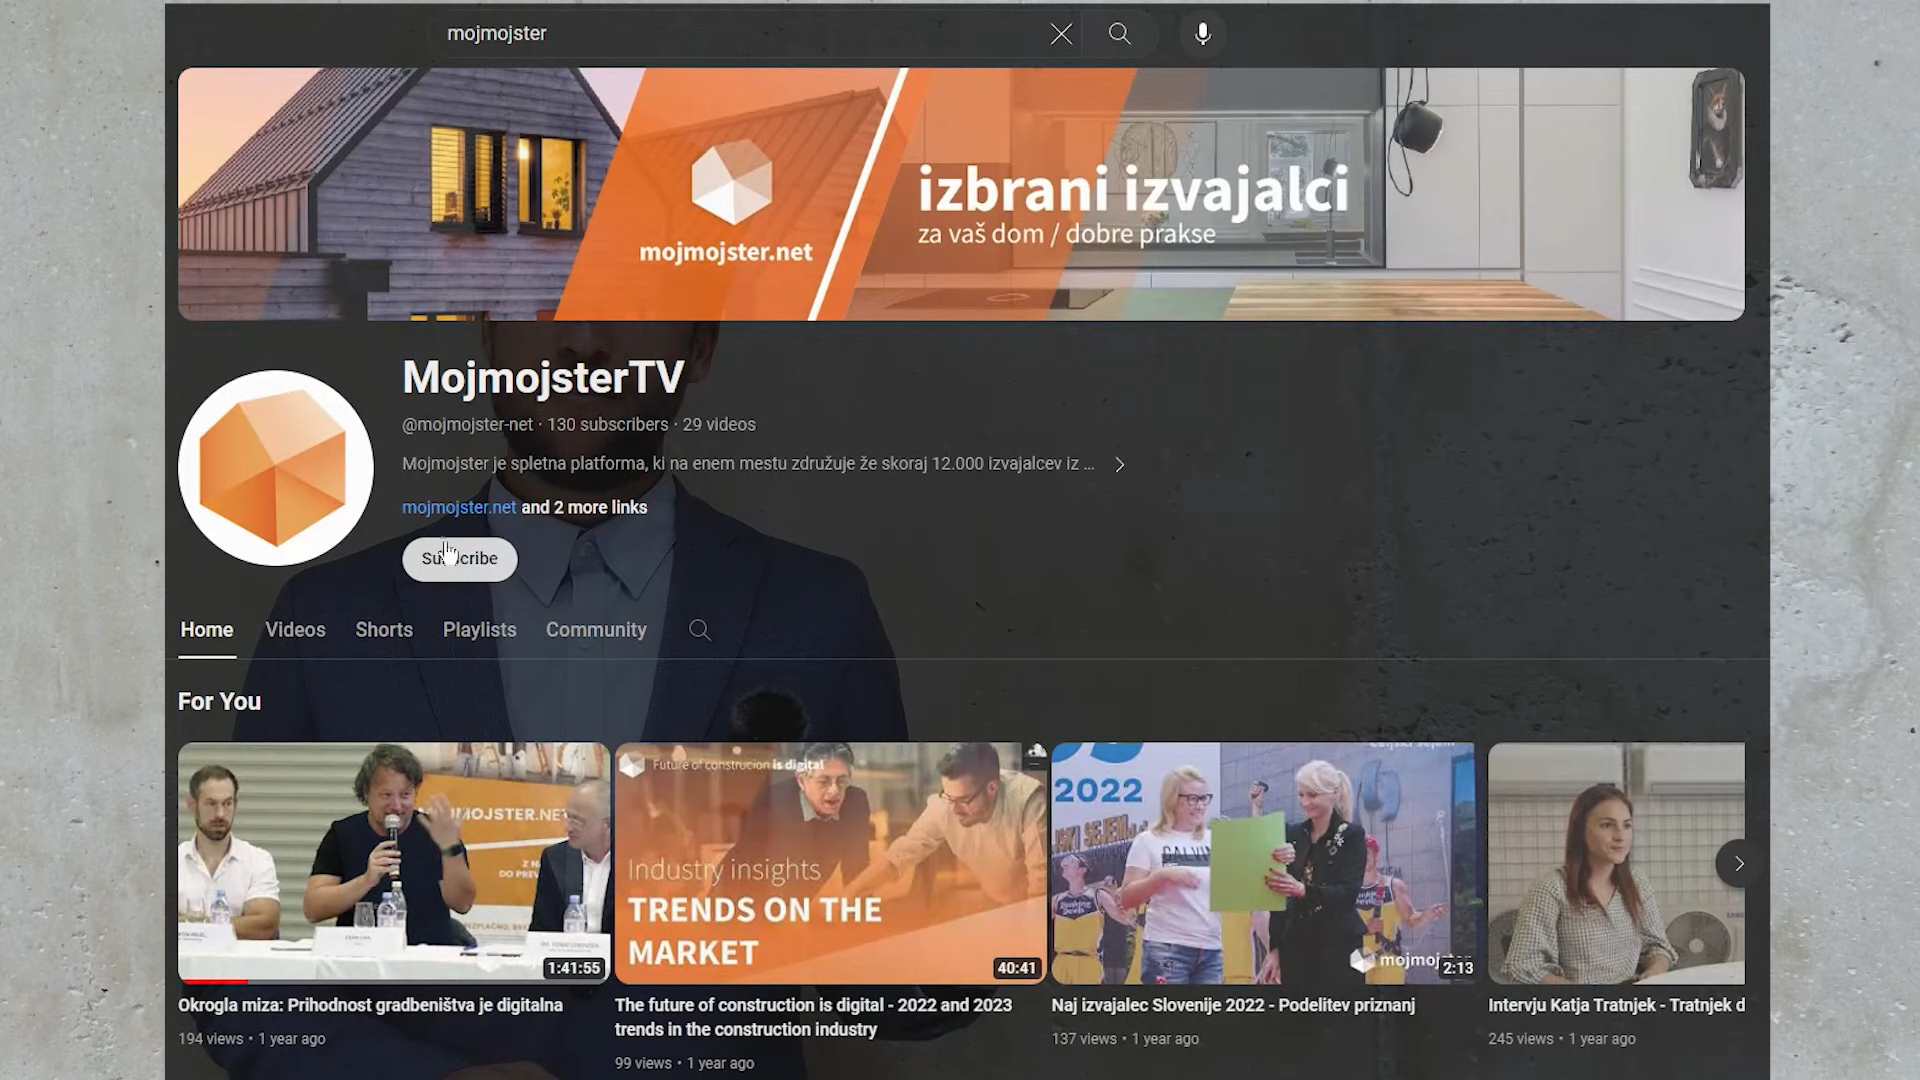 mojmojster
mojmojster.net
izbrani izvajalci
za vaš dom / dobre prakse
MojmojsterTV
@mojmojster-net · 130 subscribers · 29 videos
Mojmojster je spletna platforma, ki na enem mestu združuje že skoraj 12.000 izvajalcev iz ...
mojmojster.net and 2 more links
Subscribe
Home Videos Shorts Playlists Community
For You
MOJMOJSTER.NET
1:41:55
Future of construcion is digital
Industry insights
TRENDS ON THE
MARKET
40:41
2022
2:13
Okrogla miza: Prihodnost gradbeništva je digitalna
194 views • 1 year ago
The future of construction is digital - 2022 and 2023
trends in the construction industry
99 views • 1 year ago
Naj izvajalec Slovenije 2022 - Podelitev priznanj
137 views • 1 year ago
Intervju Katja Tratnjek - Tratnjek d
245 views • 1 year ago